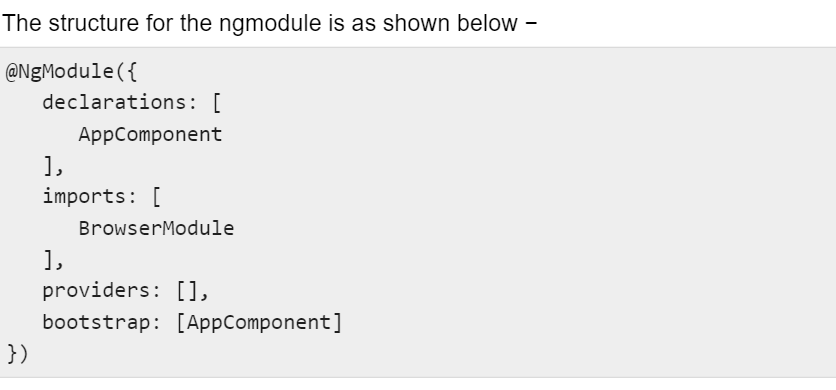 The structure for the ngmodule is as shown below −
@NgModule({
   declarations: [
      AppComponent
   ],
   imports: [
      BrowserModule
   ],
   providers: [],
   bootstrap: [AppComponent]
})